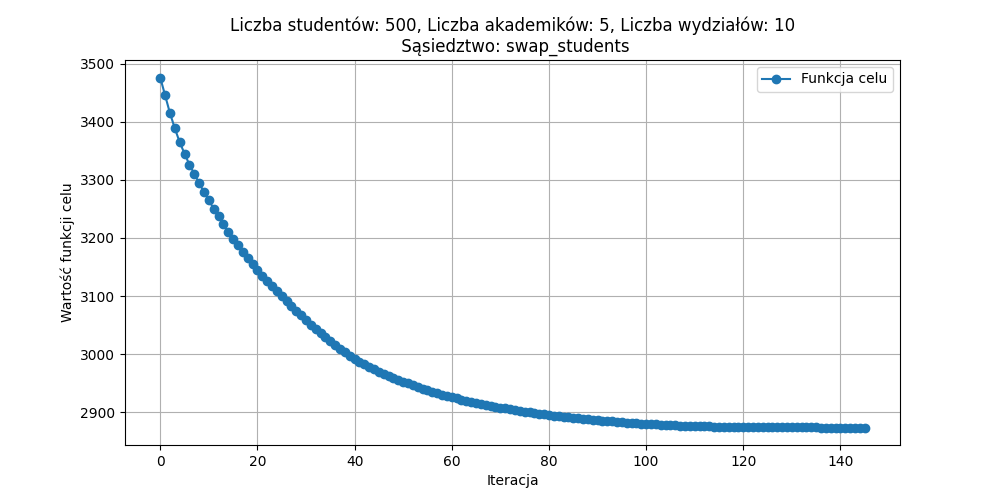 Liczba studentów: 500, Liczba akademików: 5, Liczba wydziałów: 10
Sąsiedztwo: swap_students
Funkcja celu
Wartość funkcji celu
3500
3400
3300
3200
3100
3000
2900
0 20 40 60 80 100 120 140
Iteracja